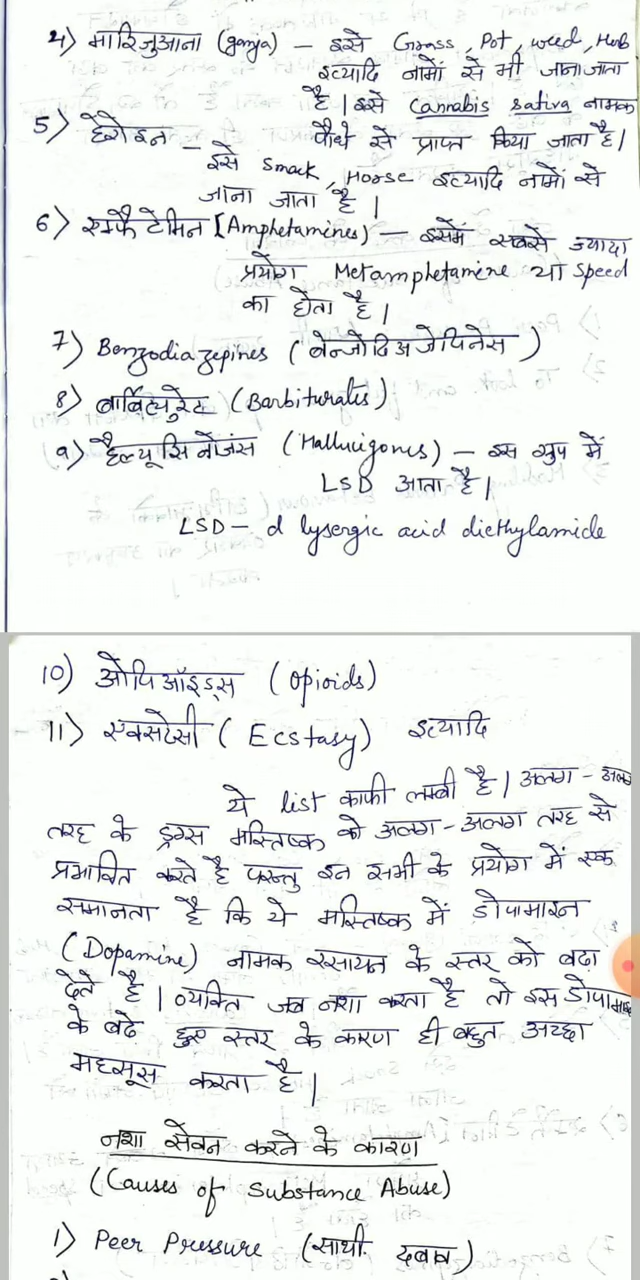 4) मारिजुआना (ganja) – इसे Grass, Pot, weed, Herb
इत्यादि नामों से भी जाना जाता
है। इसे Cannabis sativa नामक
पौधे से प्राप्त किया जाता है।
5) हेरोइन – इसे Smack, Horse इत्यादि नामों से
जाना जाता है।
6) एम्फैटेमिन [Amphetamines) – इसमें सबसे ज्यादा
प्रयोग Metamphetamine या Speed
का होता है।
7) Benzodiazepines (बेन्जोदिअजेपिनेस)
8) बार्बिट्युरेट (Barbiturates)
9) हैल्यूसिनोजंस (Hallucigones) – इस ग्रुप में
LSD आता है।
LSD – d lysergic acid diethylamide
10) ओपिऑइड्स (Opioids)
11) एक्सटेसी (Ecstasy) इत्यादि
ये list काफी लम्बी है। अलग-अलग
तरह के ड्रग्स मस्तिष्क को अलग-अलग तरह से
प्रभावित करते है परन्तु इन सभी के प्रयोग में एक
समानता है कि ये मस्तिष्क में डोपामाइन
(Dopamine) नामक रसायन के स्तर को बढा
देते है। व्यक्ति जब नशा करता है तो इस डोपामाइन
के बढे हुए स्तर के कारण ही बहुत अच्छा
महसूस करता है।
नशा सेवन करने के कारण
(Causes of Substance Abuse)
1) Peer Pressure (साथी दबाव)